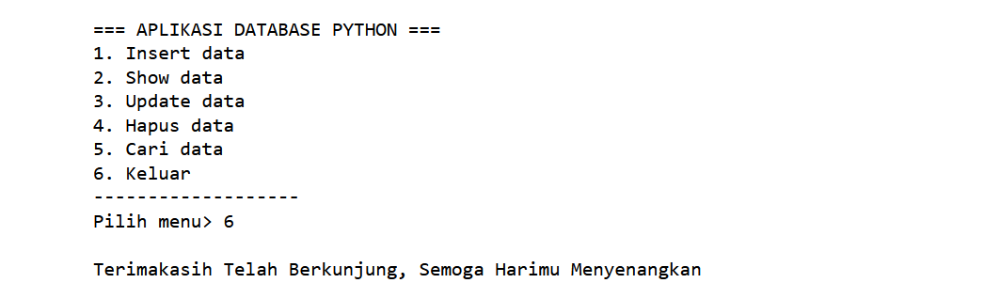 === APLIKASI DATABASE PYTHON ===
1. Insert data
2. Show data
3. Update data
4. Hapus data
5. Cari data
6. Keluar
-------------------
Pilih menu> 6
Terimakasih Telah Berkunjung, Semoga Harimu Menyenangkan